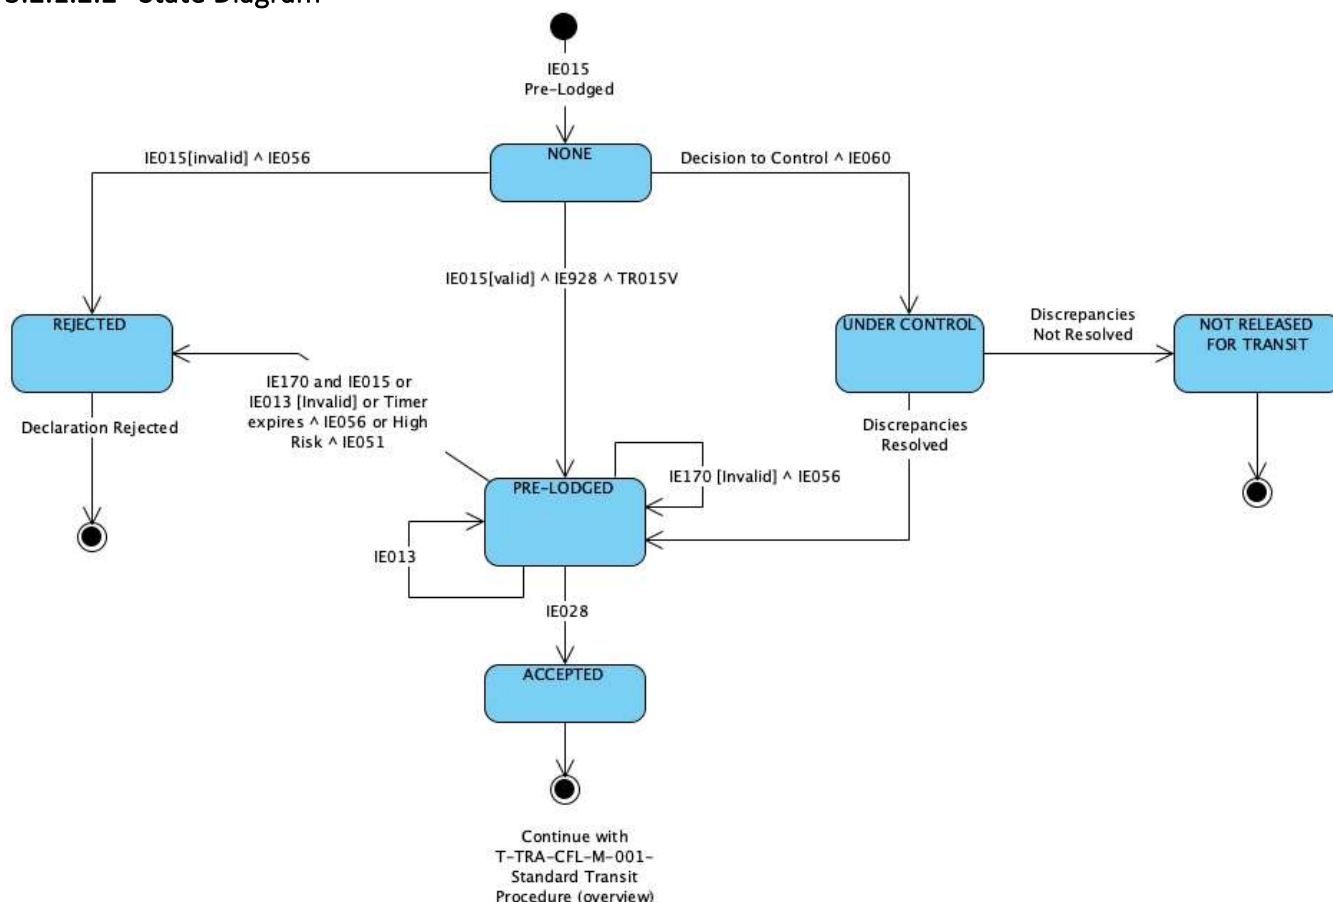 State Diagram
IE015
Pre-Lodged
NONE
IE015[invalid] ^ IE056
Decision to Control ^ IE060
IE015[valid] ^ IE928 ^ TR015V
REJECTED
UNDER CONTROL
Discrepancies
Not Resolved
NOT RELEASED
FOR TRANSIT
IE170 and IE015 or
IE013 [Invalid] or Timer
expires ^ IE056 or High
Risk ^ IE051
Declaration Rejected
Discrepancies
Resolved
PRE-LODGED
IE170 [Invalid] ^ IE056
IE013
IE028
ACCEPTED
Continue with
T-TRA-CFL-M-001-
Standard Transit
Procedure (overview)